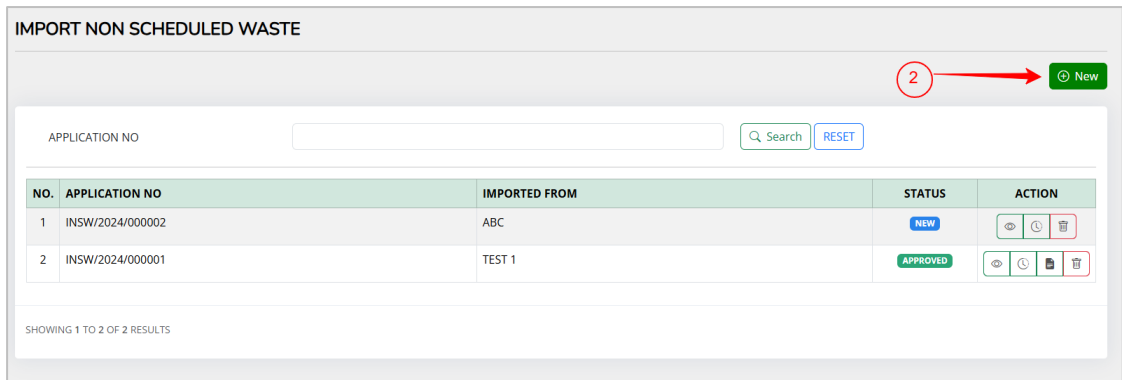 IMPORT NON SCHEDULED WASTE
2 New
APPLICATION NO Search RESET
NO. APPLICATION NO IMPORTED FROM STATUS ACTION
1 INSW/2024/000002 ABC NEW
2 INSW/2024/000001 TEST 1 APPROVED
SHOWING 1 TO 2 OF 2 RESULTS